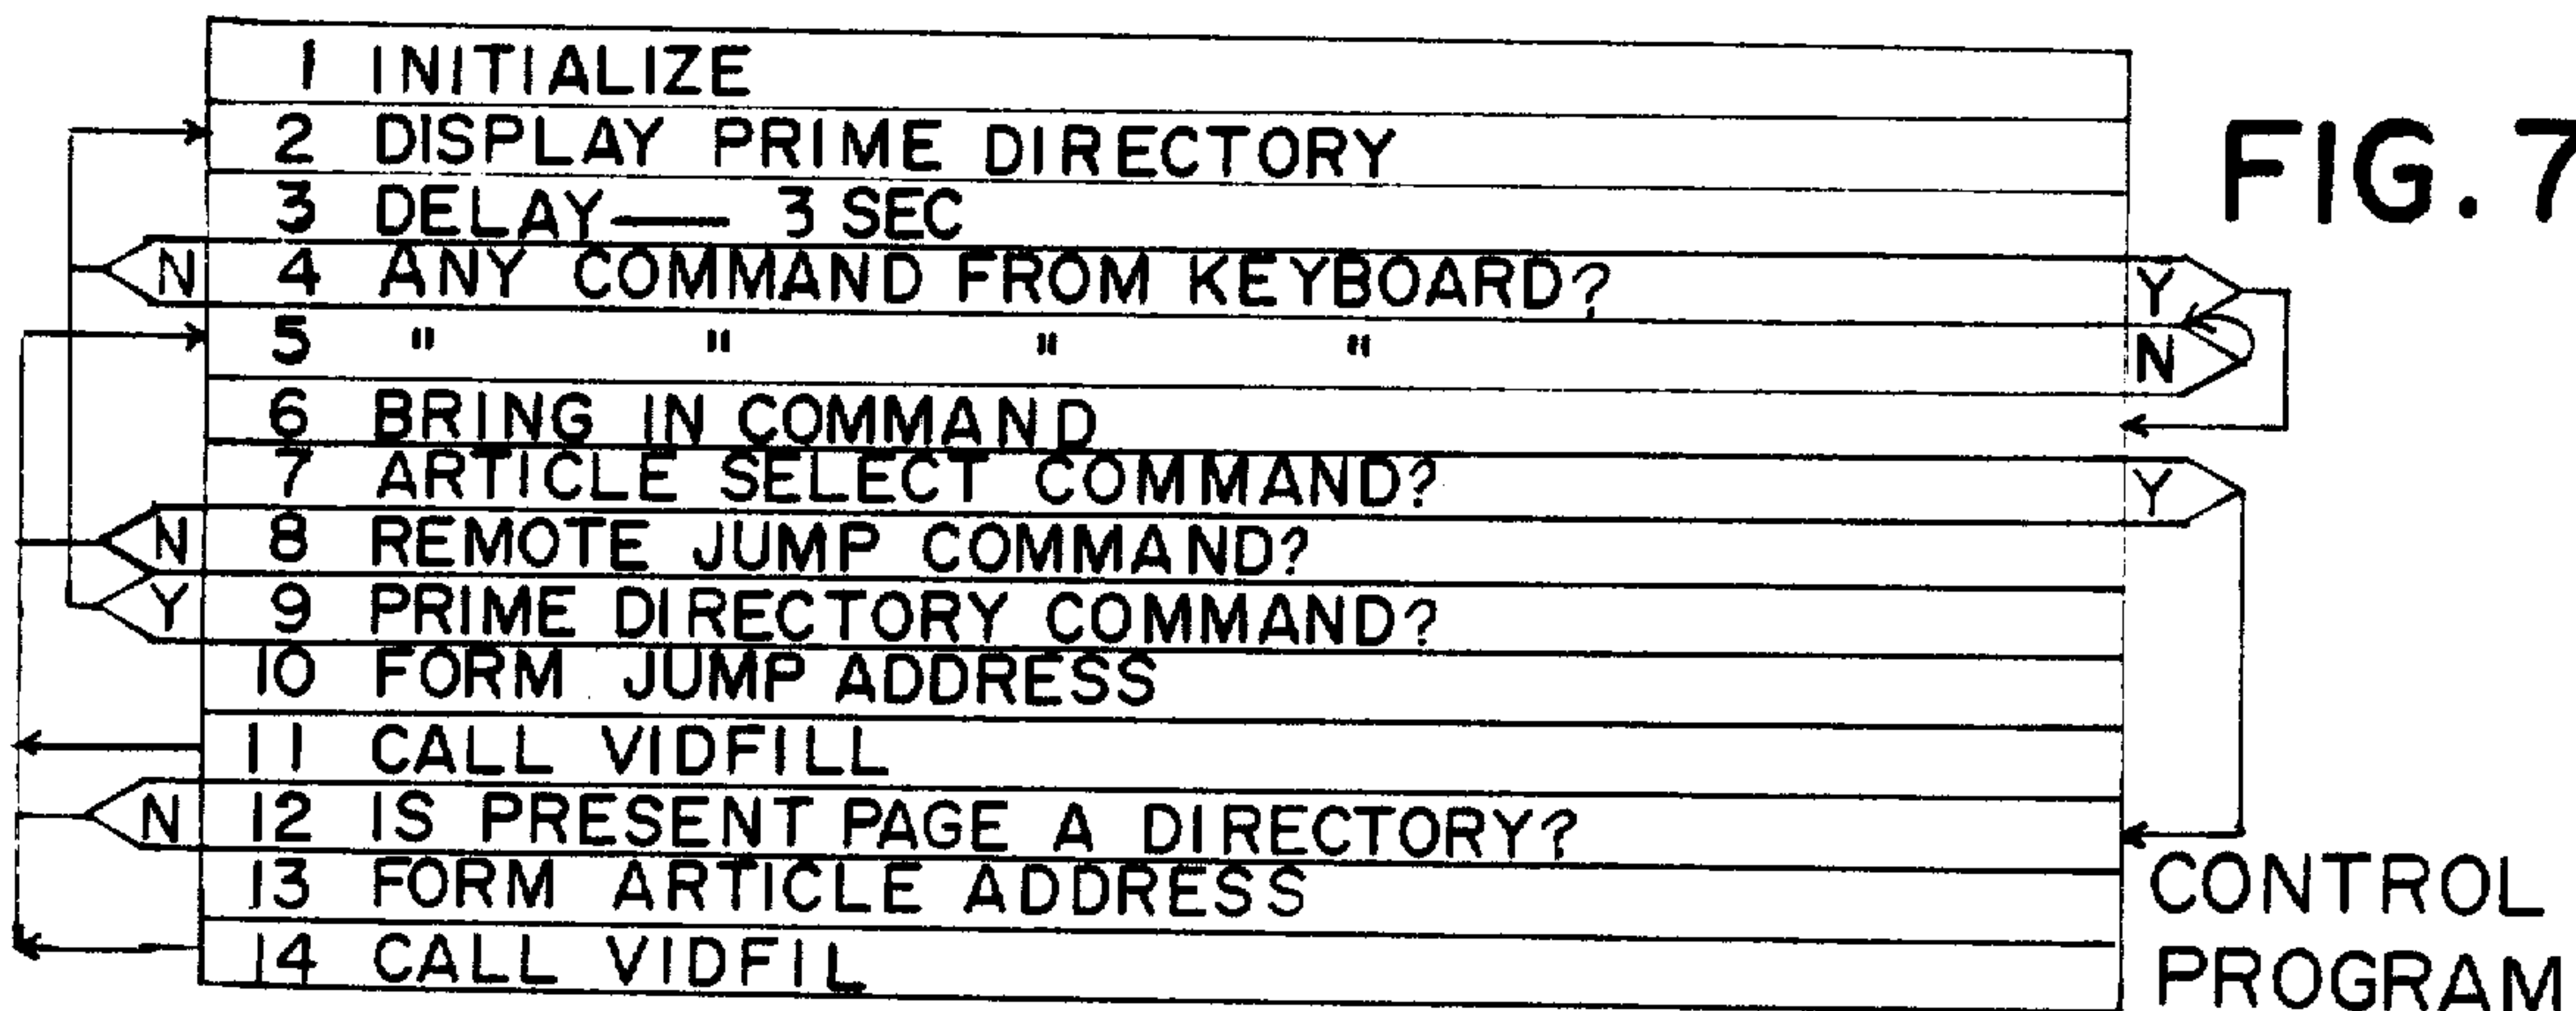 1 INITIALIZE
2 DISPLAY PRIME DIRECTORY
3 DELAY — 3 SEC
N 4 ANY COMMAND FROM KEYBOARD? Y
5 " " " " N
6 BRING IN COMMAND
7 ARTICLE SELECT COMMAND? Y
N 8 REMOTE JUMP COMMAND?
Y 9 PRIME DIRECTORY COMMAND?
10 FORM JUMP ADDRESS
11 CALL VIDFILL
N 12 IS PRESENT PAGE A DIRECTORY?
13 FORM ARTICLE ADDRESS
14 CALL VIDFIL
FIG. 7
CONTROL
PROGRAM